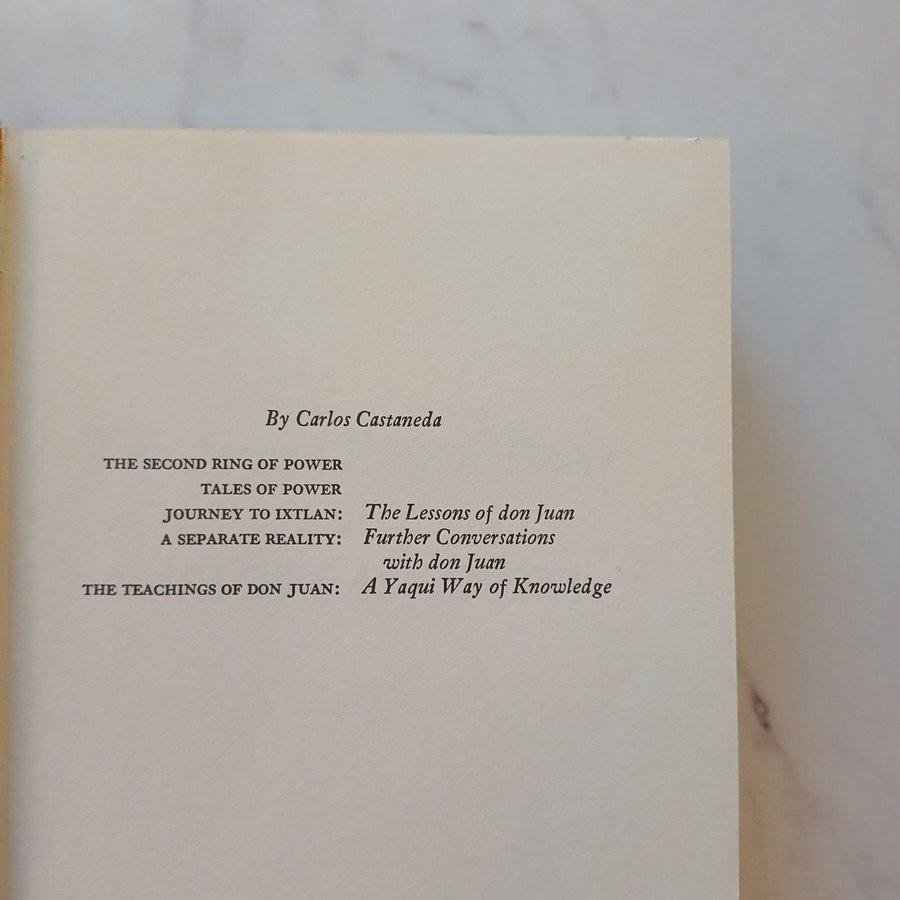 By Carlos Castaneda
THE SECOND RING OF POWER
TALES OF POWER
JOURNEY TO IXTLAN: The Lessons of don Juan
A SEPARATE REALITY: Further Conversations
with don Juan
THE TEACHINGS OF DON JUAN: A Yaqui Way of Knowledge